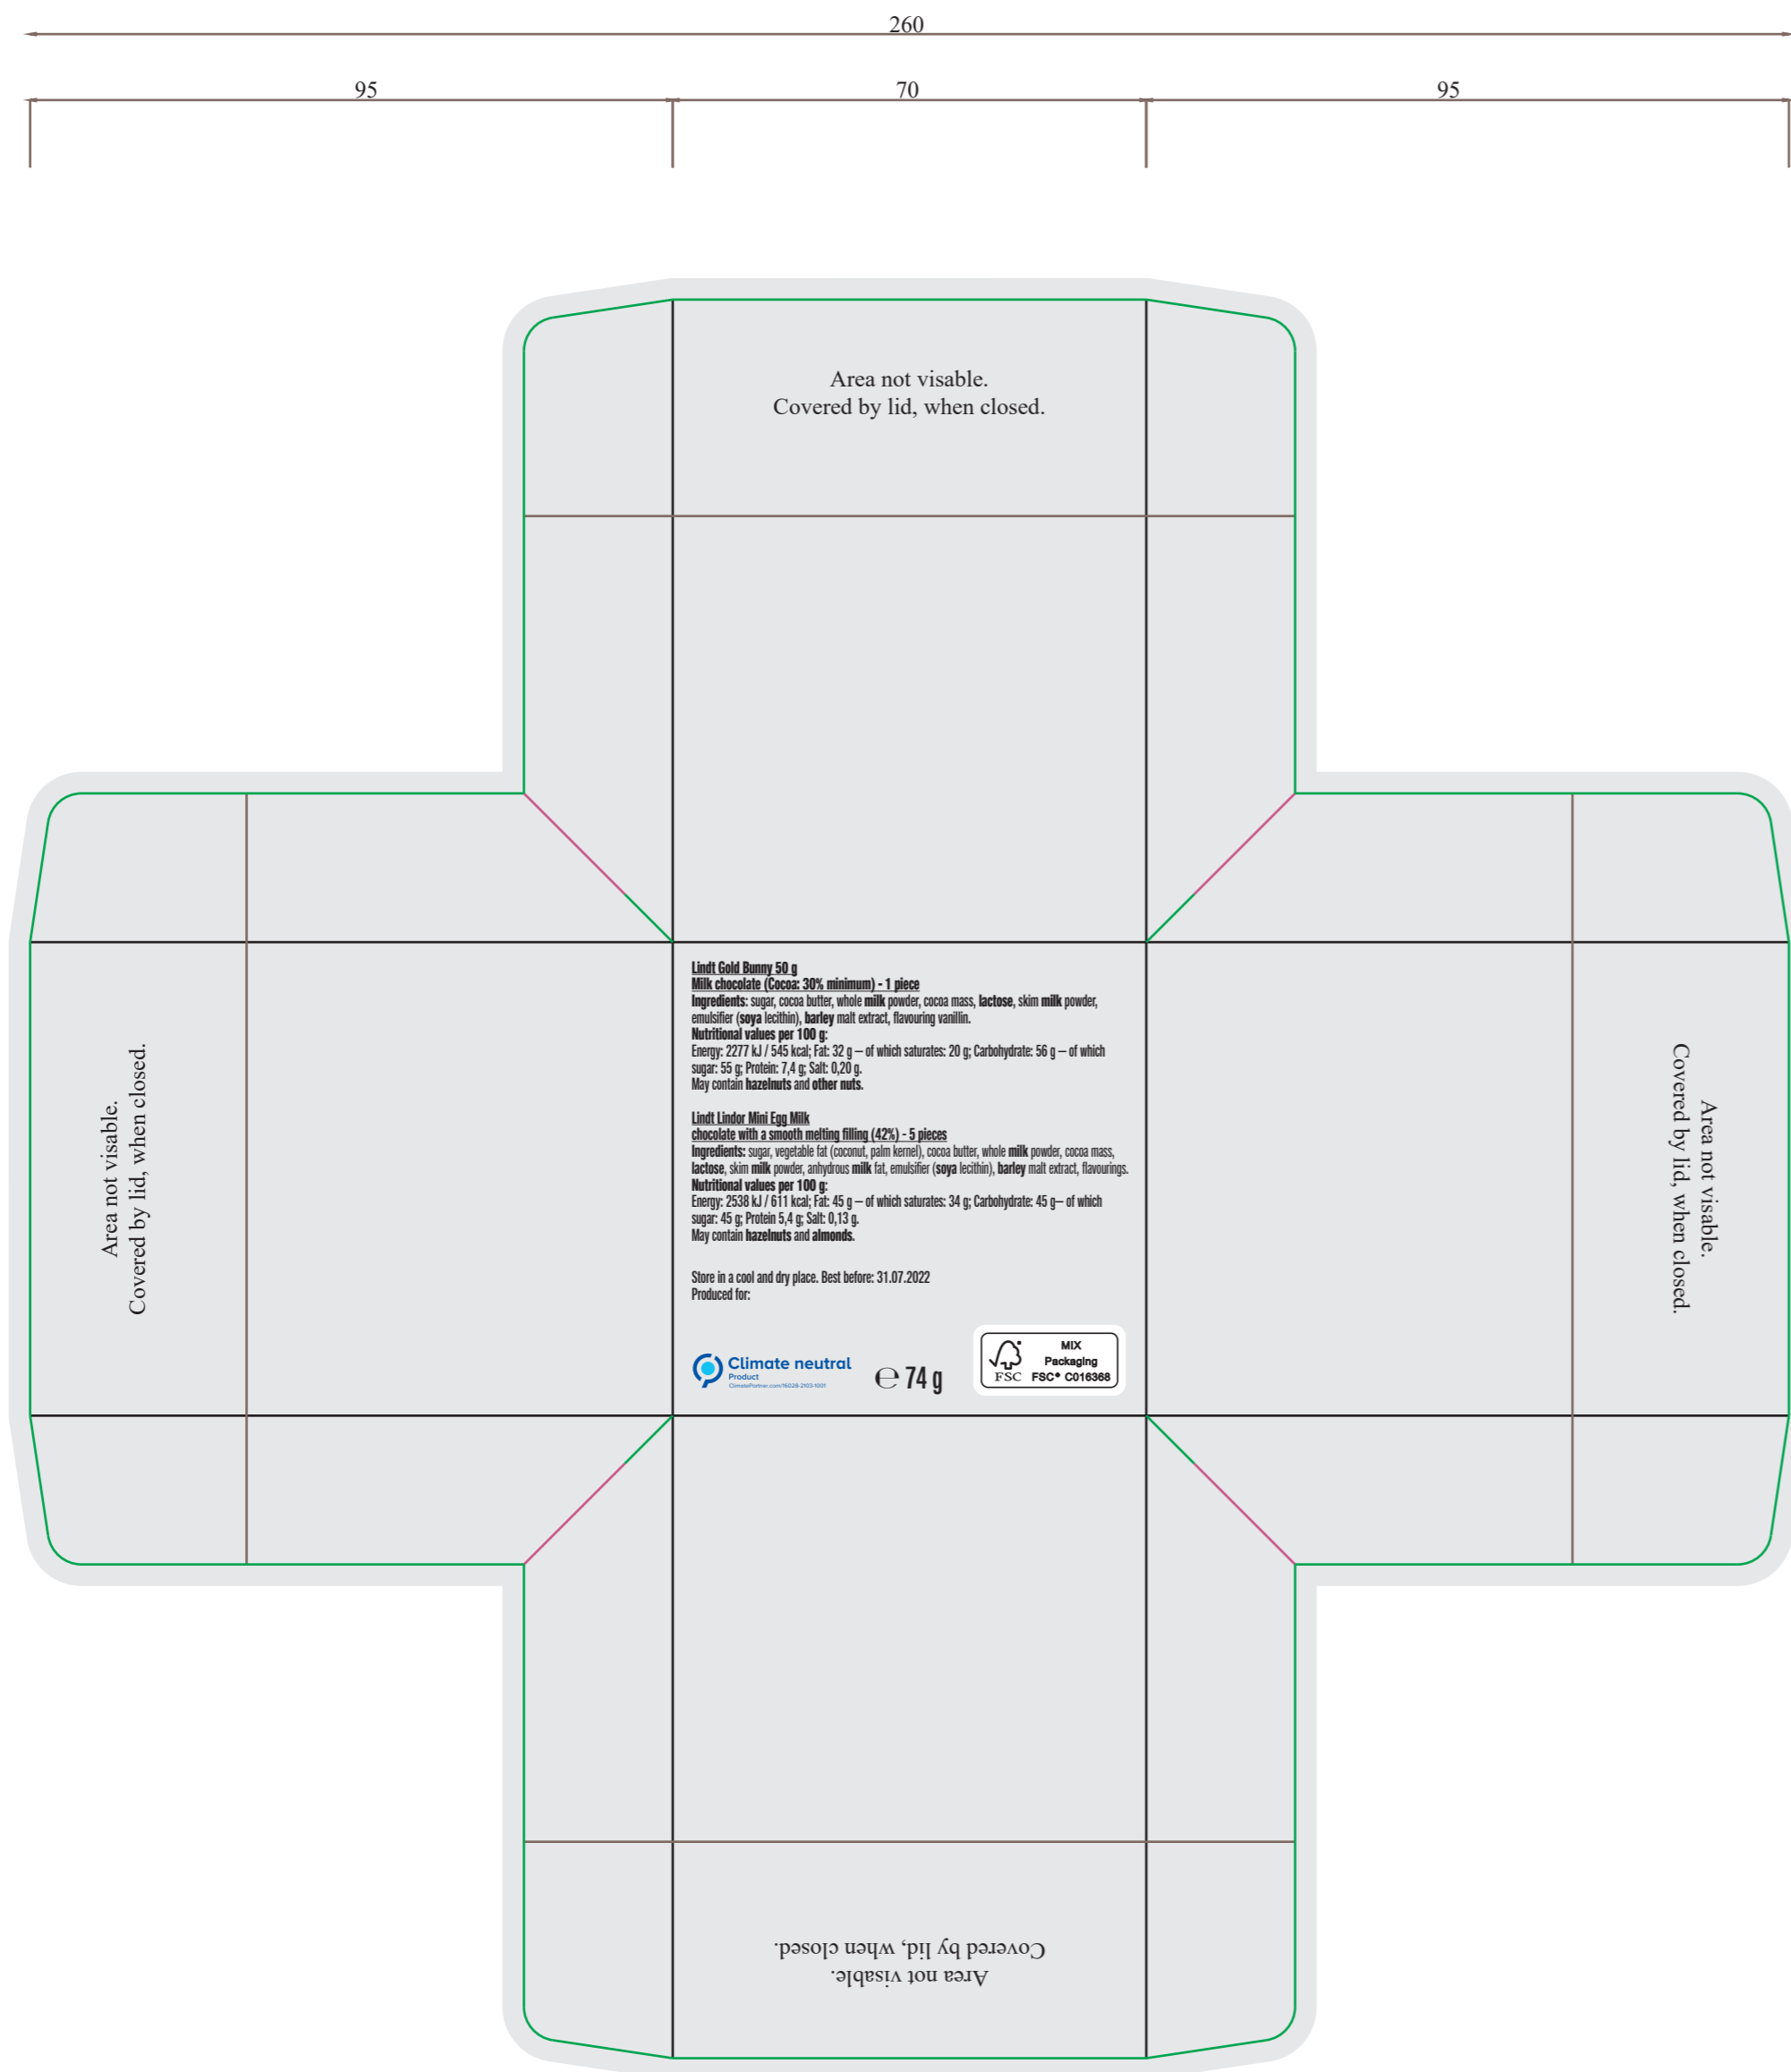 260
95
70
95
Area not visable.
Covered by lid, when closed.
Area not visable.
Covered by lid, when closed.
Lindt Gold Bunny 50 g
Milk chocolate (Cocoa: 30% minimum) - 1 piece
Ingredients: sugar, cocoa butter, whole milk powder, cocoa mass, lactose, skim milk powder,
emulsifier (soya lecithin), barley malt extract, flavouring vanillin.
Nutritional values per 100 g:
Energy: 2277 kJ / 545 kcal; Fat: 32 g – of which saturates: 20 g; Carbohydrate: 56 g – of which
sugar: 55 g; Protein: 7,4 g; Salt: 0,20 g.
May contain hazelnuts and other nuts.
Lindt Lindor Mini Egg Milk
chocolate with a smooth melting filling (42%) - 5 pieces
Ingredients: sugar, vegetable fat (coconut, palm kernel), cocoa butter, whole milk powder, cocoa mass,
lactose, skim milk powder, anhydrous milk fat, emulsifier (soya lecithin), barley malt extract, flavourings.
Nutritional values per 100 g:
Energy: 2538 kJ / 611 kcal; Fat: 45 g – of which saturates: 34 g; Carbohydrate: 45 g– of which
sugar: 45 g; Protein 5,4 g; Salt: 0,13 g.
May contain hazelnuts and almonds.
Store in a cool and dry place. Best before: 31.07.2022
Produced for:
Climate neutral
Product
ClimatePartner.com/16028-2103-1001
℮ 74 g
FSC
MIX
Packaging
FSC® C016368
Area not visable.
Covered by lid, when closed.
Area not visable.
Covered by lid, when closed.